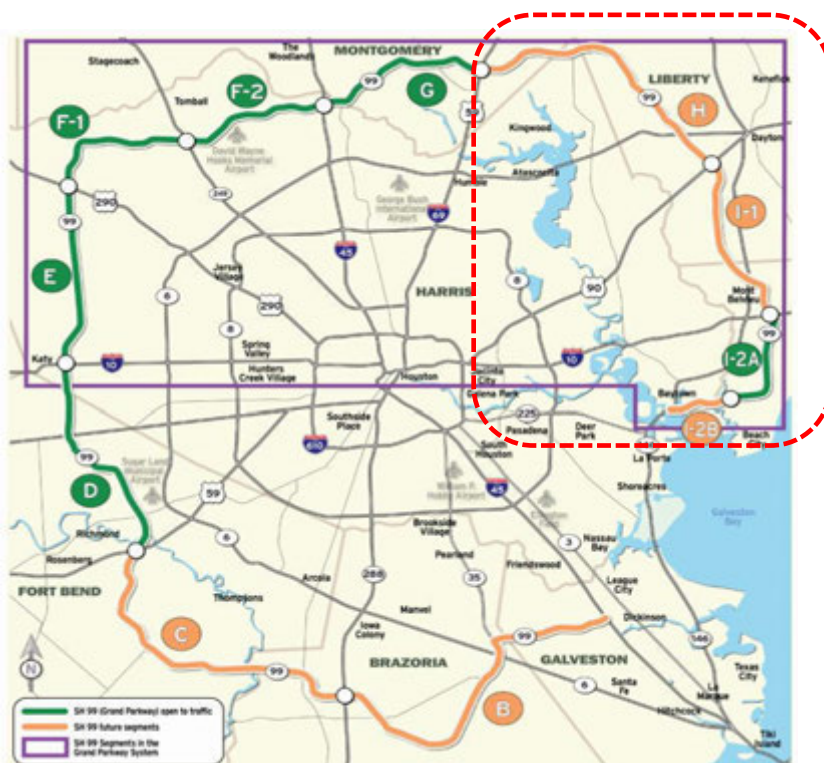 The
Woodlands
MONTGOMERY
Stagecoach
LIBERTY
Kenefick
99
G
59
99
H
F-2
Tomball
F-1
Kingwood
Dayton
David Wayne
Hooks Memorial
Airport
Atascocita
Humble
George Bush
Intercontinental
Airport
249
290
69
I-1
99
45
E
Jersey
Village
HARRIS
8
90
Mont
Belvieu
6
290
8
99
Spring
Valley
I-2A
Katy
10
Hunters
Creek Village
Houston
Jacinto
City
10
Galena Park
Baytown
Southside
Place
225
Pasadena
Deer
Park
I-2B
Beach
City
610
South
Houston
La Porte
99
Sugar Land
Municipal
Airport
59
William P.
Hobby Airport
45
Shoreacres
D
Ellington
Field
Galveston
Bay
Richmond
6
Brookside
Village
3
Nassau
Bay
Rosenberg
Pearland
Friendswood
288
35
League
City
FORT BEND
Thompsons
Arcola
Manvel
Dickinson
C
Iowa
Colony
99
146
N
99
BRAZORIA
GALVESTON
Texas
City
6
Santa
Fe
La
Marque
B
Hitchcock
SH 99 (Grand Parkway) open to traffic
SH 99 future segments
SH 99 Segments in the
Grand Parkway System
Tiki
Island